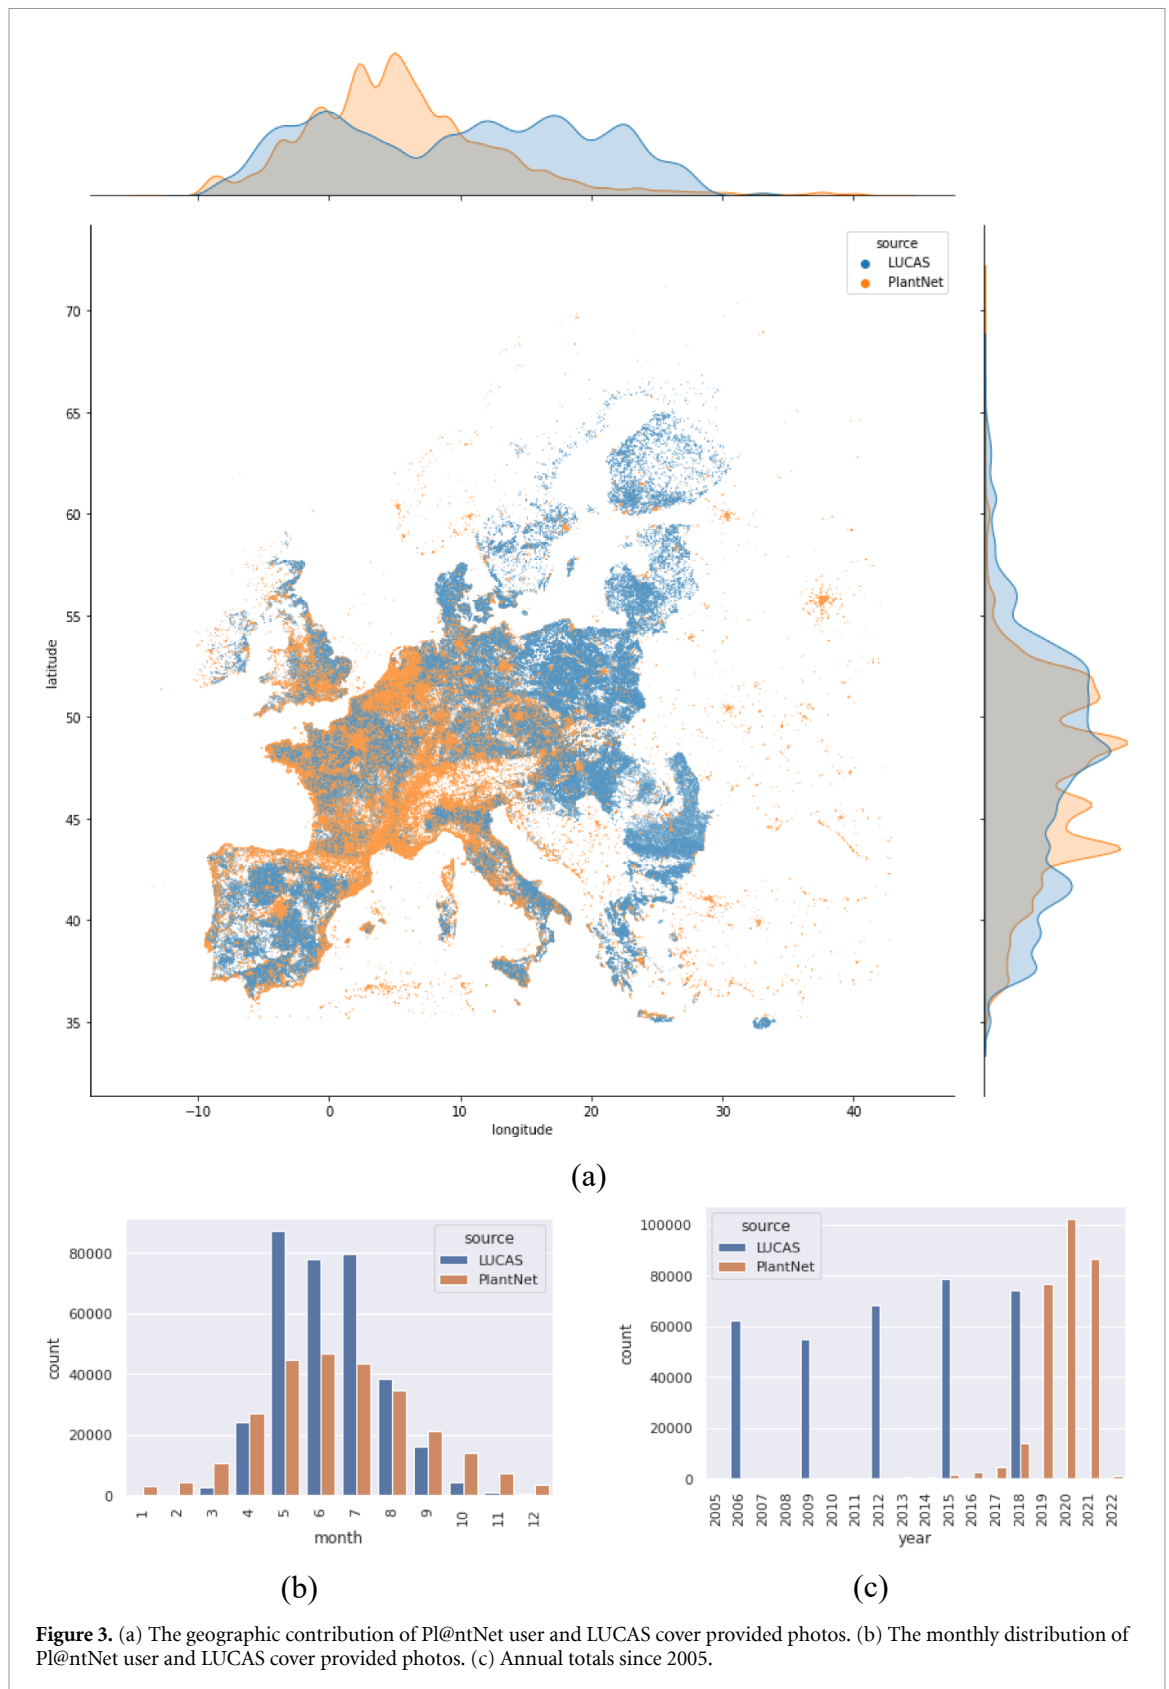 source
LUCAS
PlantNet
70
65
60
55
50
45
40
35
latitude
−10 0 10 20 30 40
longitude
(a)
source
LUCAS
PlantNet
80000
60000
40000
20000
0
count
1 2 3 4 5 6 7 8 9 10 11 12
month
(b)
source
LUCAS
PlantNet
100000
80000
60000
40000
20000
0
count
2005 2006 2007 2008 2009 2010 2011 2012 2013 2014 2015 2016 2017 2018 2019 2020 2021 2022
year
(c)
Figure 3. (a) The geographic contribution of Pl@ntNet user and LUCAS cover provided photos. (b) The monthly distribution of
Pl@ntNet user and LUCAS cover provided photos. (c) Annual totals since 2005.